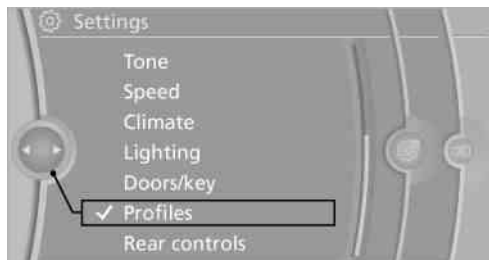 Settings
Tone
Speed
Climate
Lighting
Doors/key
✓ Profiles
Rear controls